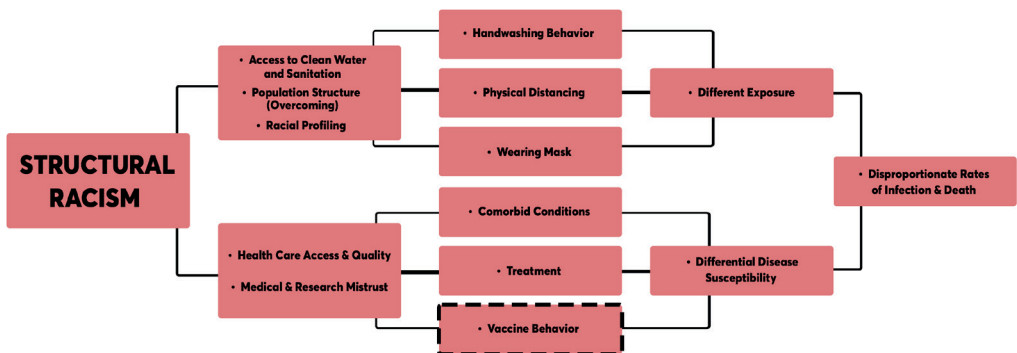 STRUCTURAL
RACISM
• Access to Clean Water
and Sanitation
• Population Structure
(Overcoming)
• Racial Profiling
• Health Care Access & Quality
• Medical & Research Mistrust
• Handwashing Behavior
• Physical Distancing
• Wearing Mask
• Comorbid Conditions
• Treatment
• Vaccine Behavior
• Different Exposure
• Differential Disease
Susceptibility
• Disproportionate Rates
of Infection & Death